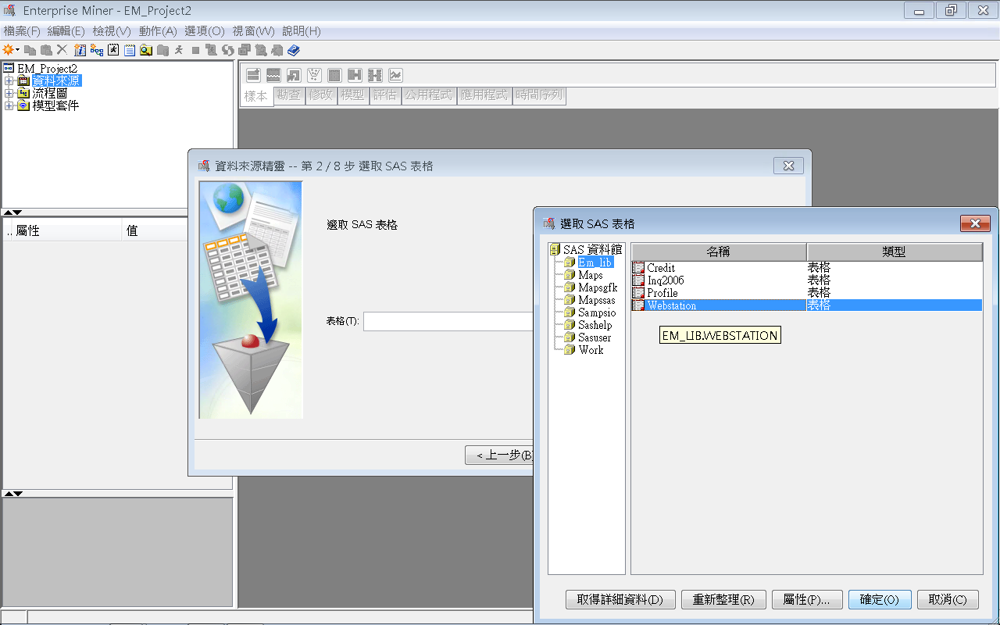 Enterprise Miner - EM_Project2
檔案(F) 編輯(E) 檢視(V) 動作(A) 選項(O) 視窗(W) 說明(H)
EM_Project2
資料來源
流程圖
模型套件
樣本 勘查 修改 模型 評估 公用程式 應用程式 時間序列
.. 屬性 值
資料來源精靈 -- 第 2 / 8 步 選取 SAS 表格
選取 SAS 表格
表格(T):
< 上一步(B)
選取 SAS 表格
SAS 資料館
Em_lib
Maps
Mapsgfk
Mapssas
Sampsio
Sashelp
Sasuser
Work
名稱 類型
Credit 表格
Inq2006 表格
Profile 表格
Webstation 表格
EM_LIB.WEBSTATION
取得詳細資料(D) 重新整理(R) 屬性(P)... 確定(O) 取消(C)